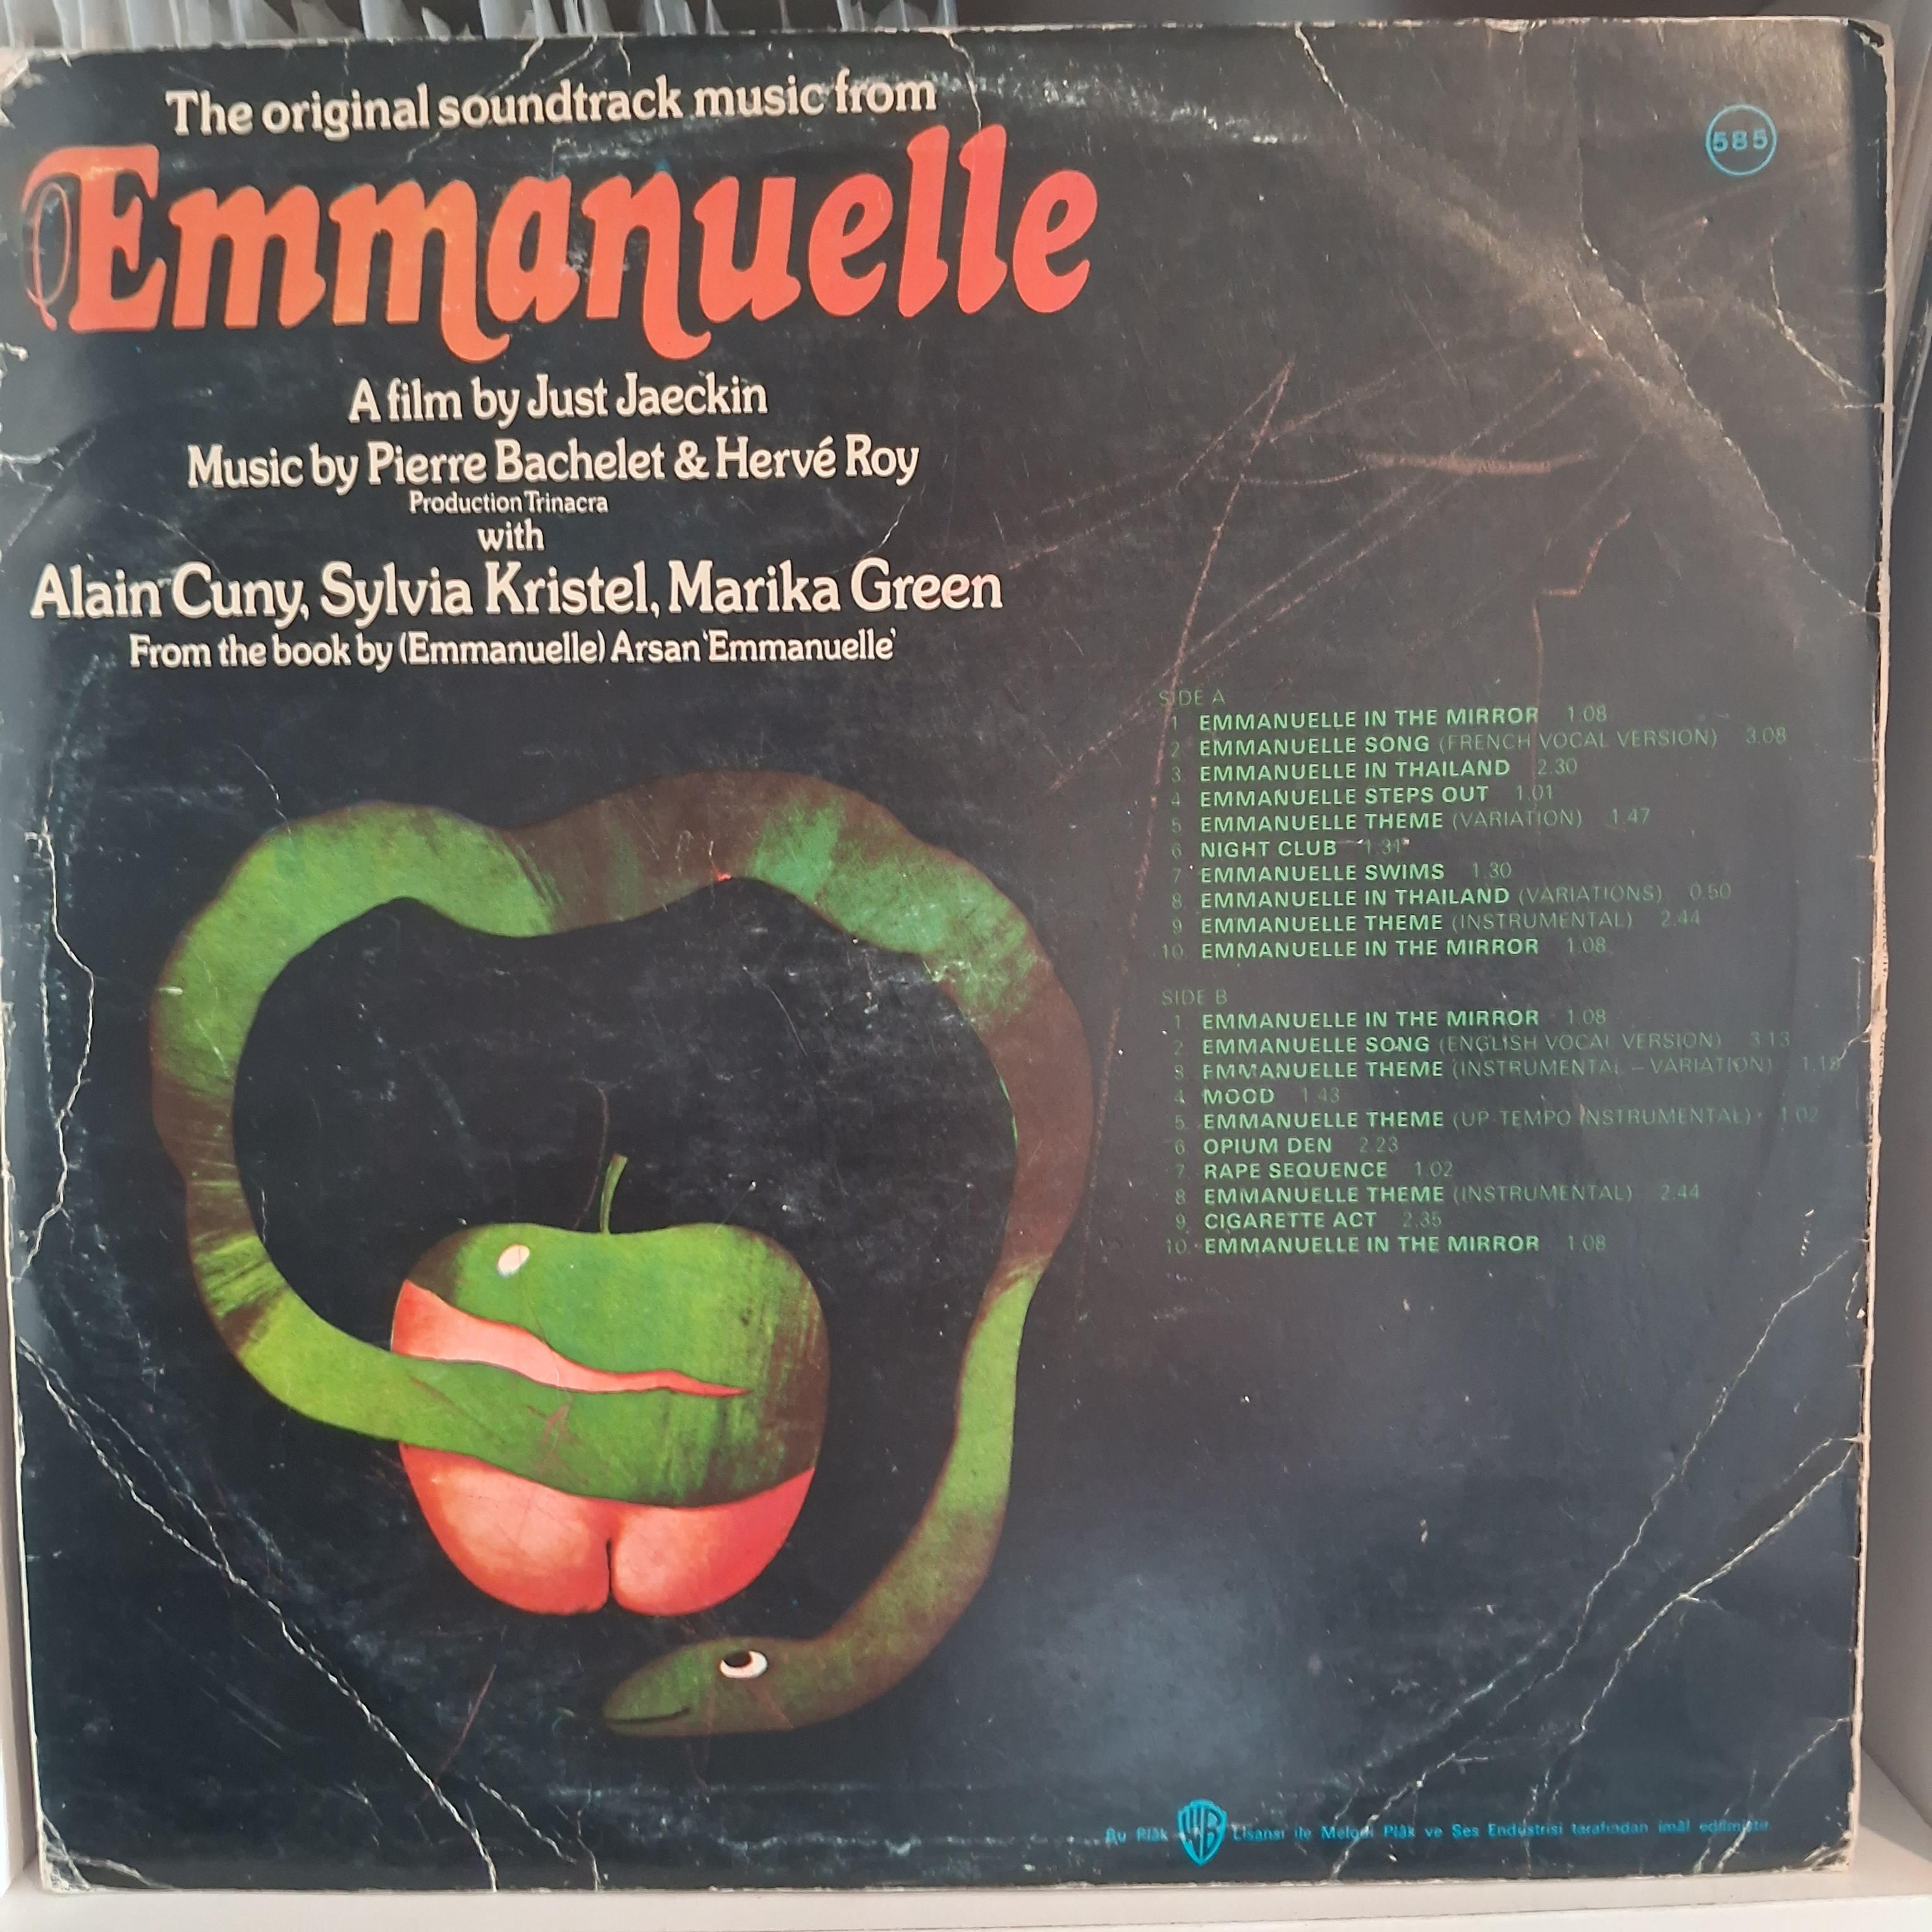 The original soundtrack music from
585
Emmanuelle
A film by Just Jaeckin
Music by Pierre Bachelet & Hervé Roy
Production Trinacra
with
Alain Cuny, Sylvia Kristel, Marika Green
From the book by (Emmanuelle) Arsan 'Emmanuelle'
SIDE A
1 EMMANUELLE IN THE MIRROR 1.08
2 EMMANUELLE SONG (FRENCH VOCAL VERSION) 3.08
3 EMMANUELLE IN THAILAND 2.30
4 EMMANUELLE STEPS OUT 1.01
5 EMMANUELLE THEME (VARIATION) 1.47
6 NIGHT CLUB 1.31
7 EMMANUELLE SWIMS 1.30
8 EMMANUELLE IN THAILAND (VARIATIONS) 0.50
9 EMMANUELLE THEME (INSTRUMENTAL) 2.44
10 EMMANUELLE IN THE MIRROR 1.08
SIDE B
1 EMMANUELLE IN THE MIRROR 1.08
2 EMMANUELLE SONG (ENGLISH VOCAL VERSION) 3.13
3 EMMANUELLE THEME (INSTRUMENTAL – VARIATION) 1.18
4 MOOD 1.43
5 EMMANUELLE THEME (UP-TEMPO INSTRUMENTAL) 1.02
6 OPIUM DEN 2.23
7 RAPE SEQUENCE 1.02
8 EMMANUELLE THEME (INSTRUMENTAL) 2.44
9 CIGARETTE ACT 2.35
10 EMMANUELLE IN THE MIRROR 1.08
Bu Plâk WB Lisansı ile Melodi Plâk ve Ses Endüstrisi tarafından imâl edilmiştir.